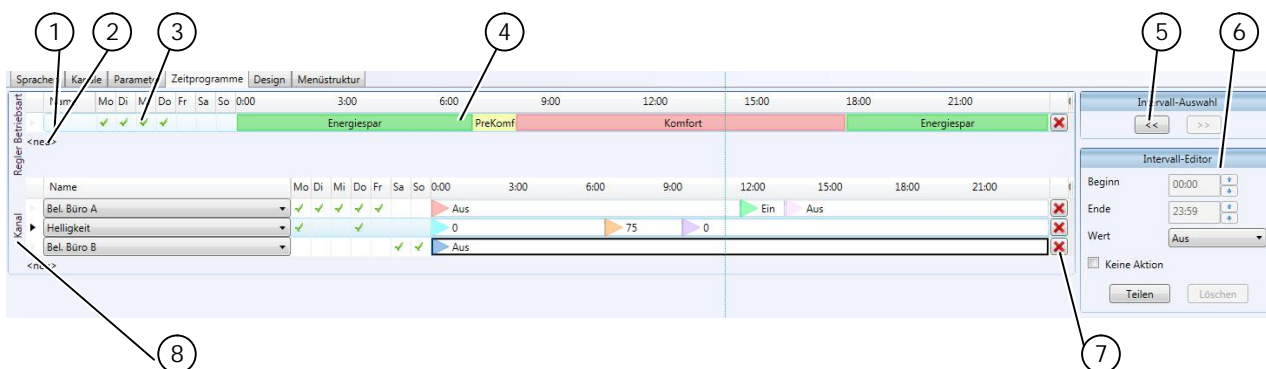 1 2 3 4 5 6
Sprachen Kanäle Parameter Zeitprogramme Design Menüstruktur
Regler Betriebsart
Name Mo Di Mi Do Fr Sa So 0:00 3:00 6:00 9:00 12:00 15:00 18:00 21:00
Energiespar PreKomf Komfort Energiespar
<neu>
Kanal
Name Mo Di Mi Do Fr Sa So 0:00 3:00 6:00 9:00 12:00 15:00 18:00 21:00
Bel. Büro A Aus Ein Aus
Helligkeit 0 75 0
Bel. Büro B Aus
<neu>
Intervall-Auswahl
<< >>
Intervall-Editor
Beginn 00:00
Ende 23:59
Wert Aus
Keine Aktion
Teilen Löschen
8 7